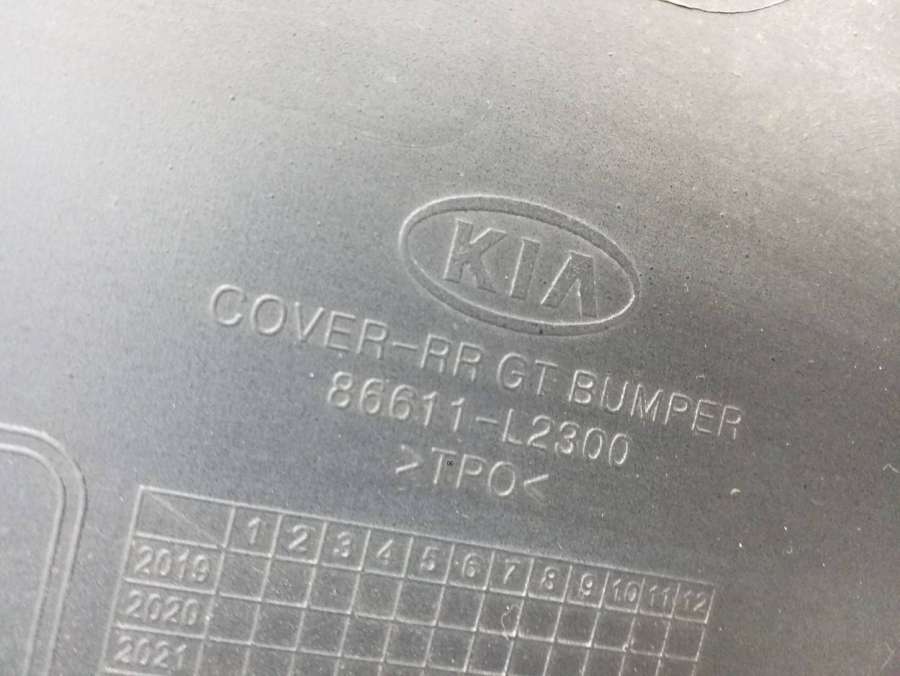 KIA
COVER-RR GT BUMPER
86611-L2300
>TPO<
1 2 3 4 5 6 7 8 9 10 11 12
2019
2020
2021